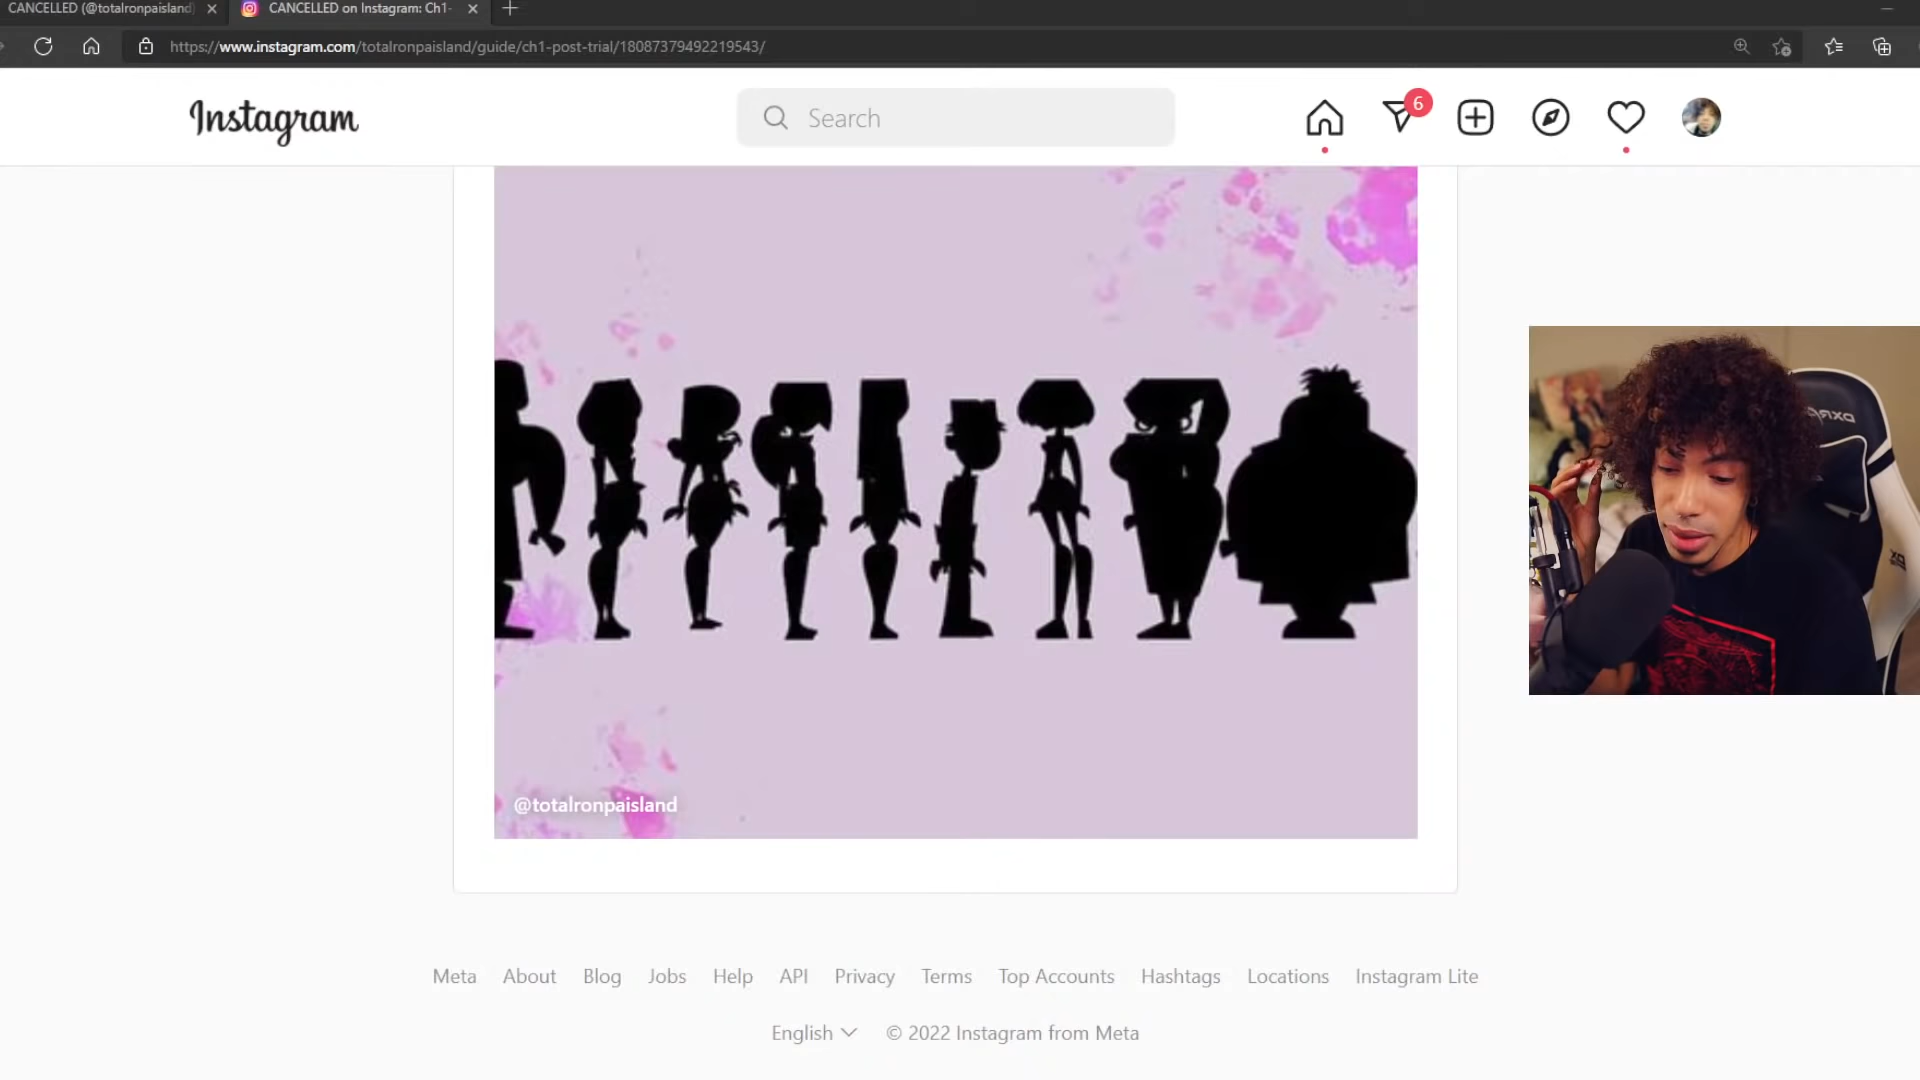 CANCELLED (@totalronpaisland)
CANCELLED on Instagram: Ch1-
https://www.instagram.com/totalronpaisland/guide/ch1-post-trial/18087379492219543/
Instagram
Search
6
@totalronpaisland
Meta About Blog Jobs Help API Privacy Terms Top Accounts Hashtags Locations Instagram Lite
English © 2022 Instagram from Meta